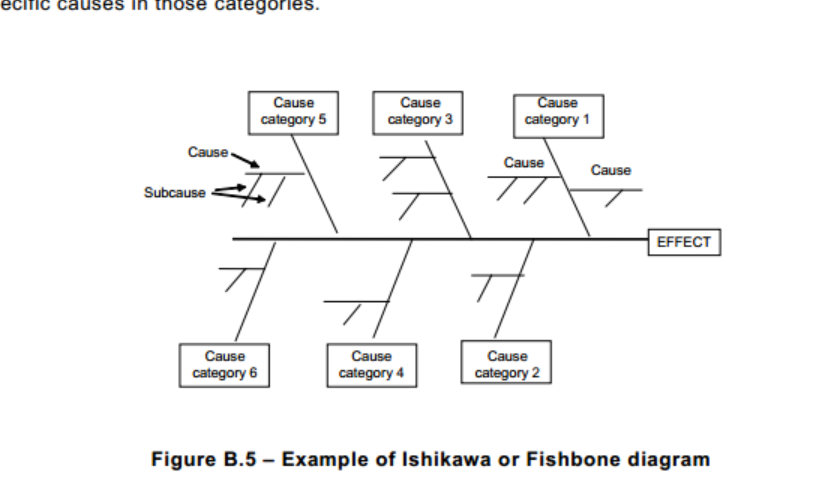 ecific causes in those categories.
Cause
category 5
Cause
category 3
Cause
category 1
Cause
Cause
Cause
Subcause
EFFECT
Cause
category 6
Cause
category 4
Cause
category 2
Figure B.5 – Example of Ishikawa or Fishbone diagram